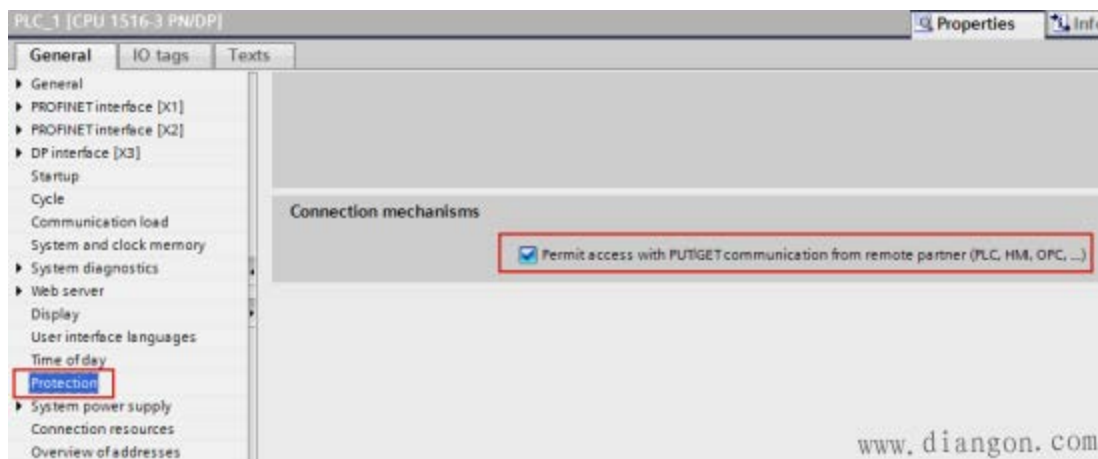 PLC_1 [CPU 1516-3 PN/DP]
Properties
Info
General
IO tags
Texts
General
PROFINET interface [X1]
PROFINET interface [X2]
DP interface [X3]
Startup
Cycle
Communication load
System and clock memory
System diagnostics
Web server
Display
User interface languages
Time of day
Protection
System power supply
Connection resources
Overview of addresses
Connection mechanisms
Permit access with PUT/GET communication from remote partner (PLC, HMI, OPC, ...)
www.diangon.com